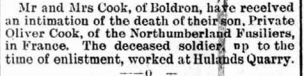 Mr and Mrs Cook, of Boldron, have received
an intimation of the death of their son, Private
Oliver Cook, of the Northumberland Fusiliers,
in France. The deceased soldier, up to the
time of enlistment, worked at Hulands Quarry.